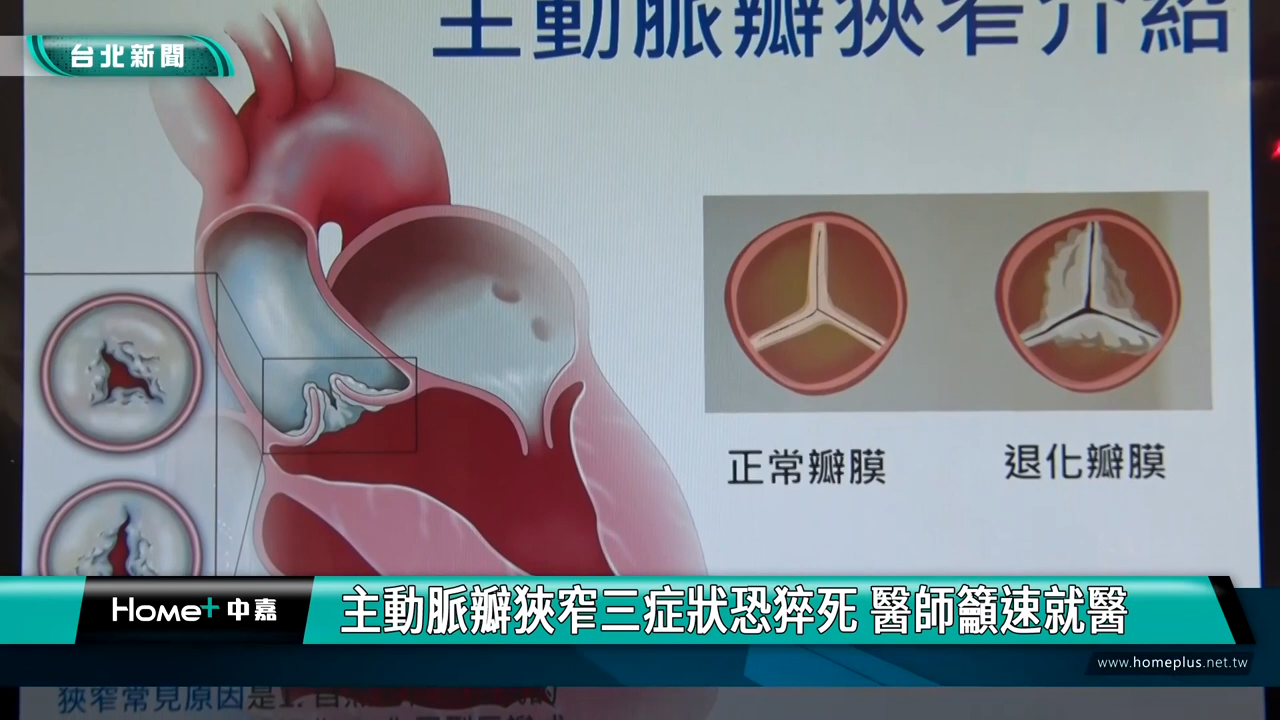 主動脈瓣狹窄介紹
台北新聞
正常瓣膜
退化瓣膜
Home+中嘉
主動脈瓣狹窄三症狀恐猝死 醫師籲速就醫
www.homeplus.net.tw
狹窄常見原因是1.